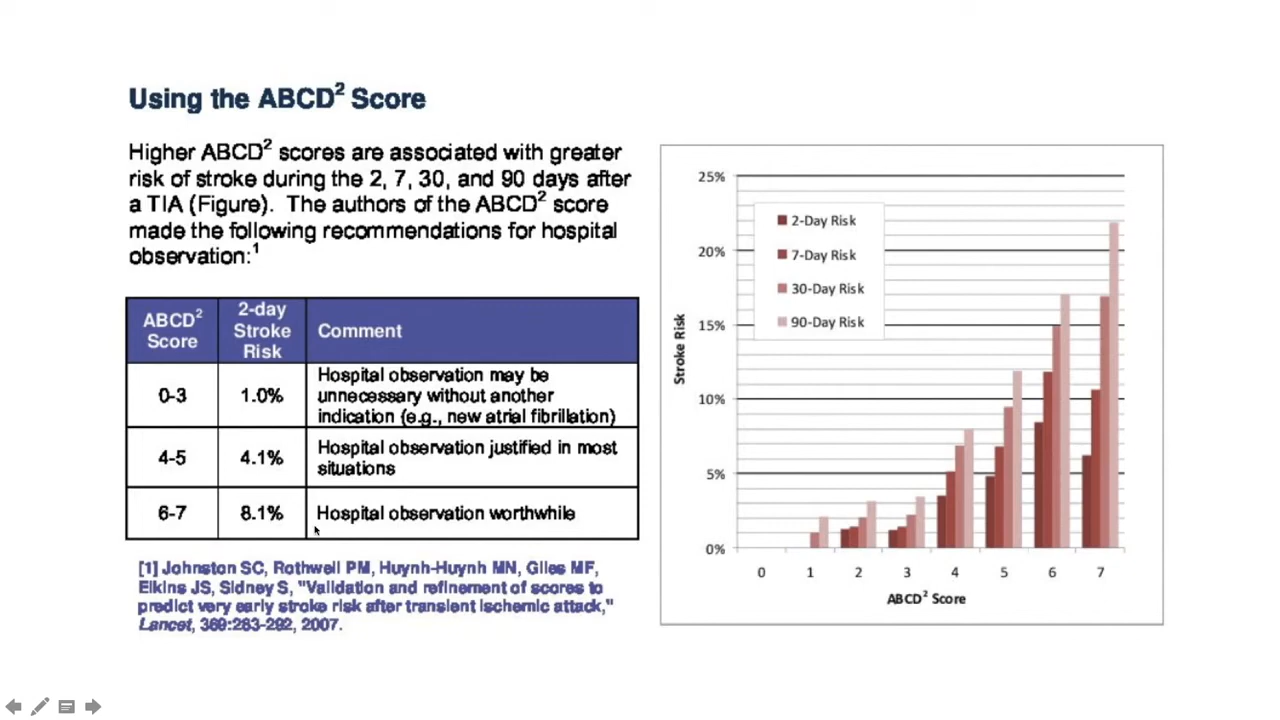 Using the ABCD² Score
Higher ABCD² scores are associated with greater
risk of stroke during the 2, 7, 30, and 90 days after
a TIA (Figure). The authors of the ABCD² score
made the following recommendations for hospital
observation:¹
ABCD²
Score
2-day
Stroke
Risk
Comment
0-3
1.0%
Hospital observation may be
unnecessary without another
indication (e.g., new atrial fibrillation)
4-5
4.1%
Hospital observation justified in most
situations
6-7
8.1%
Hospital observation worthwhile
[1] Johnston SC, Rothwell PM, Huynh-Huynh MN, Giles MF,
Elkins JS, Sidney S, "Validation and refinement of scores to
predict very early stroke risk after transient ischemic attack,"
Lancet, 369:283-292, 2007.
25%
20%
15%
10%
5%
0%
Stroke Risk
2-Day Risk
7-Day Risk
30-Day Risk
90-Day Risk
0 1 2 3 4 5 6 7
ABCD² Score